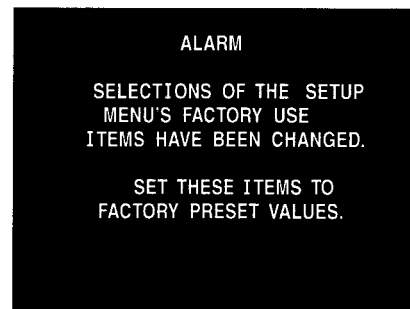 ALARM
SELECTIONS OF THE SETUP
MENU'S FACTORY USE
ITEMS HAVE BEEN CHANGED.
SET THESE ITEMS TO
FACTORY PRESET VALUES.